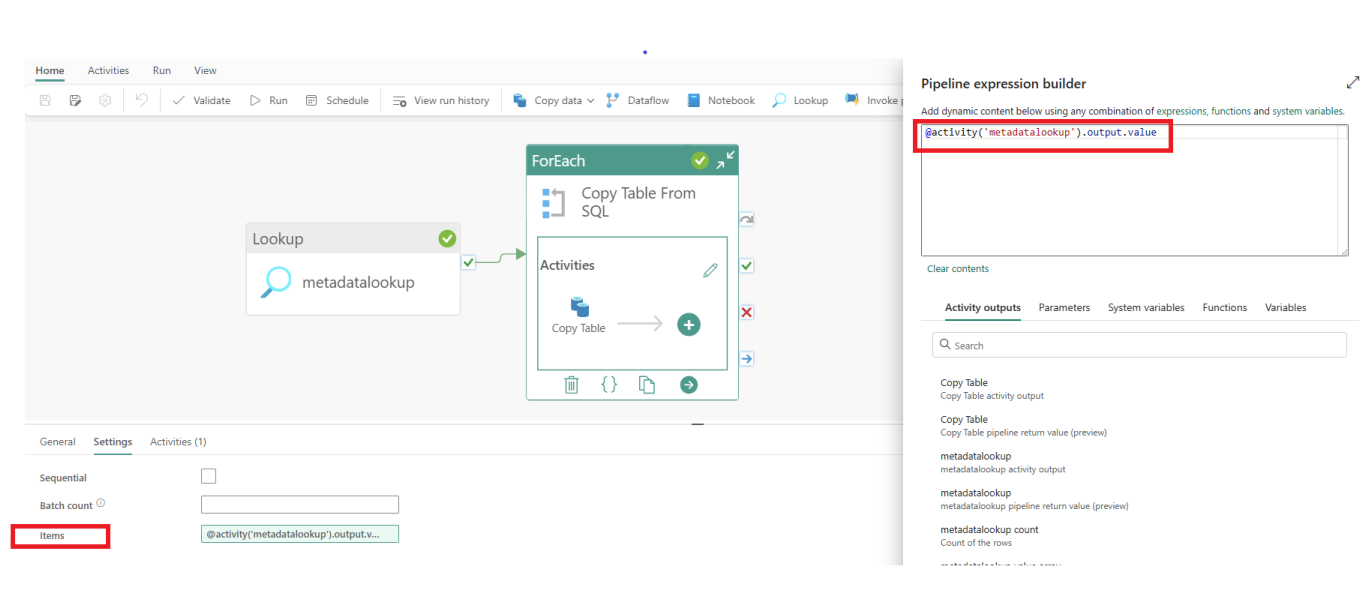 Home Activities Run View
Validate Run Schedule View run history Copy data Dataflow Notebook Lookup Invoke
ForEach
Copy Table From
SQL
Lookup
metadatalookup
Activities
Copy Table
General Settings Activities (1)
Sequential
Batch count
Items
@activity('metadatalookup').output.v...
Pipeline expression builder
Add dynamic content below using any combination of expressions, functions and system variables.
@activity('metadatalookup').output.value
Clear contents
Activity outputs Parameters System variables Functions Variables
Search
Copy Table
Copy Table activity output
Copy Table
Copy Table pipeline return value (preview)
metadatalookup
metadatalookup activity output
metadatalookup
metadatalookup pipeline return value (preview)
metadatalookup count
Count of the rows